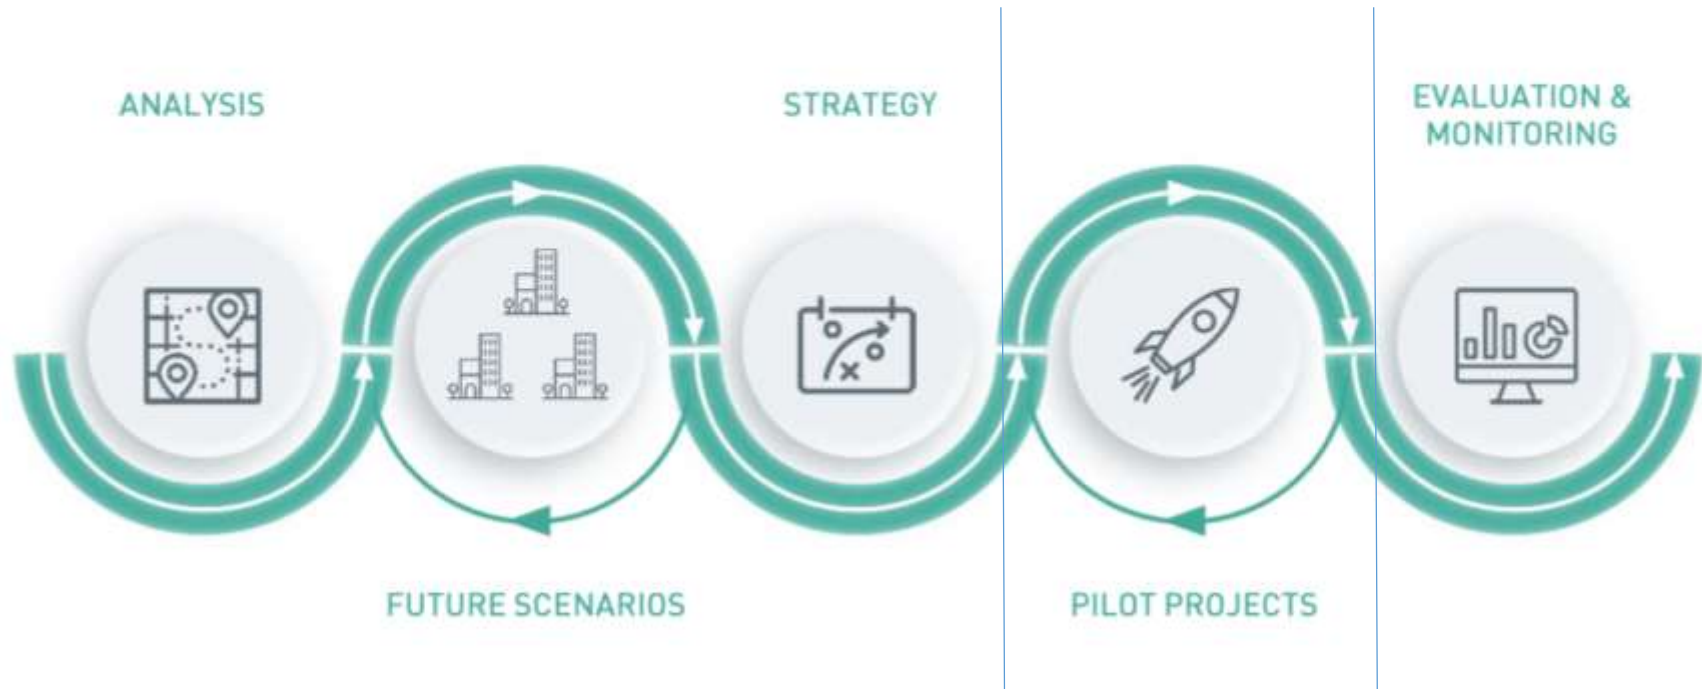 ANALYSIS
STRATEGY
EVALUATION &
MONITORING
FUTURE SCENARIOS
PILOT PROJECTS